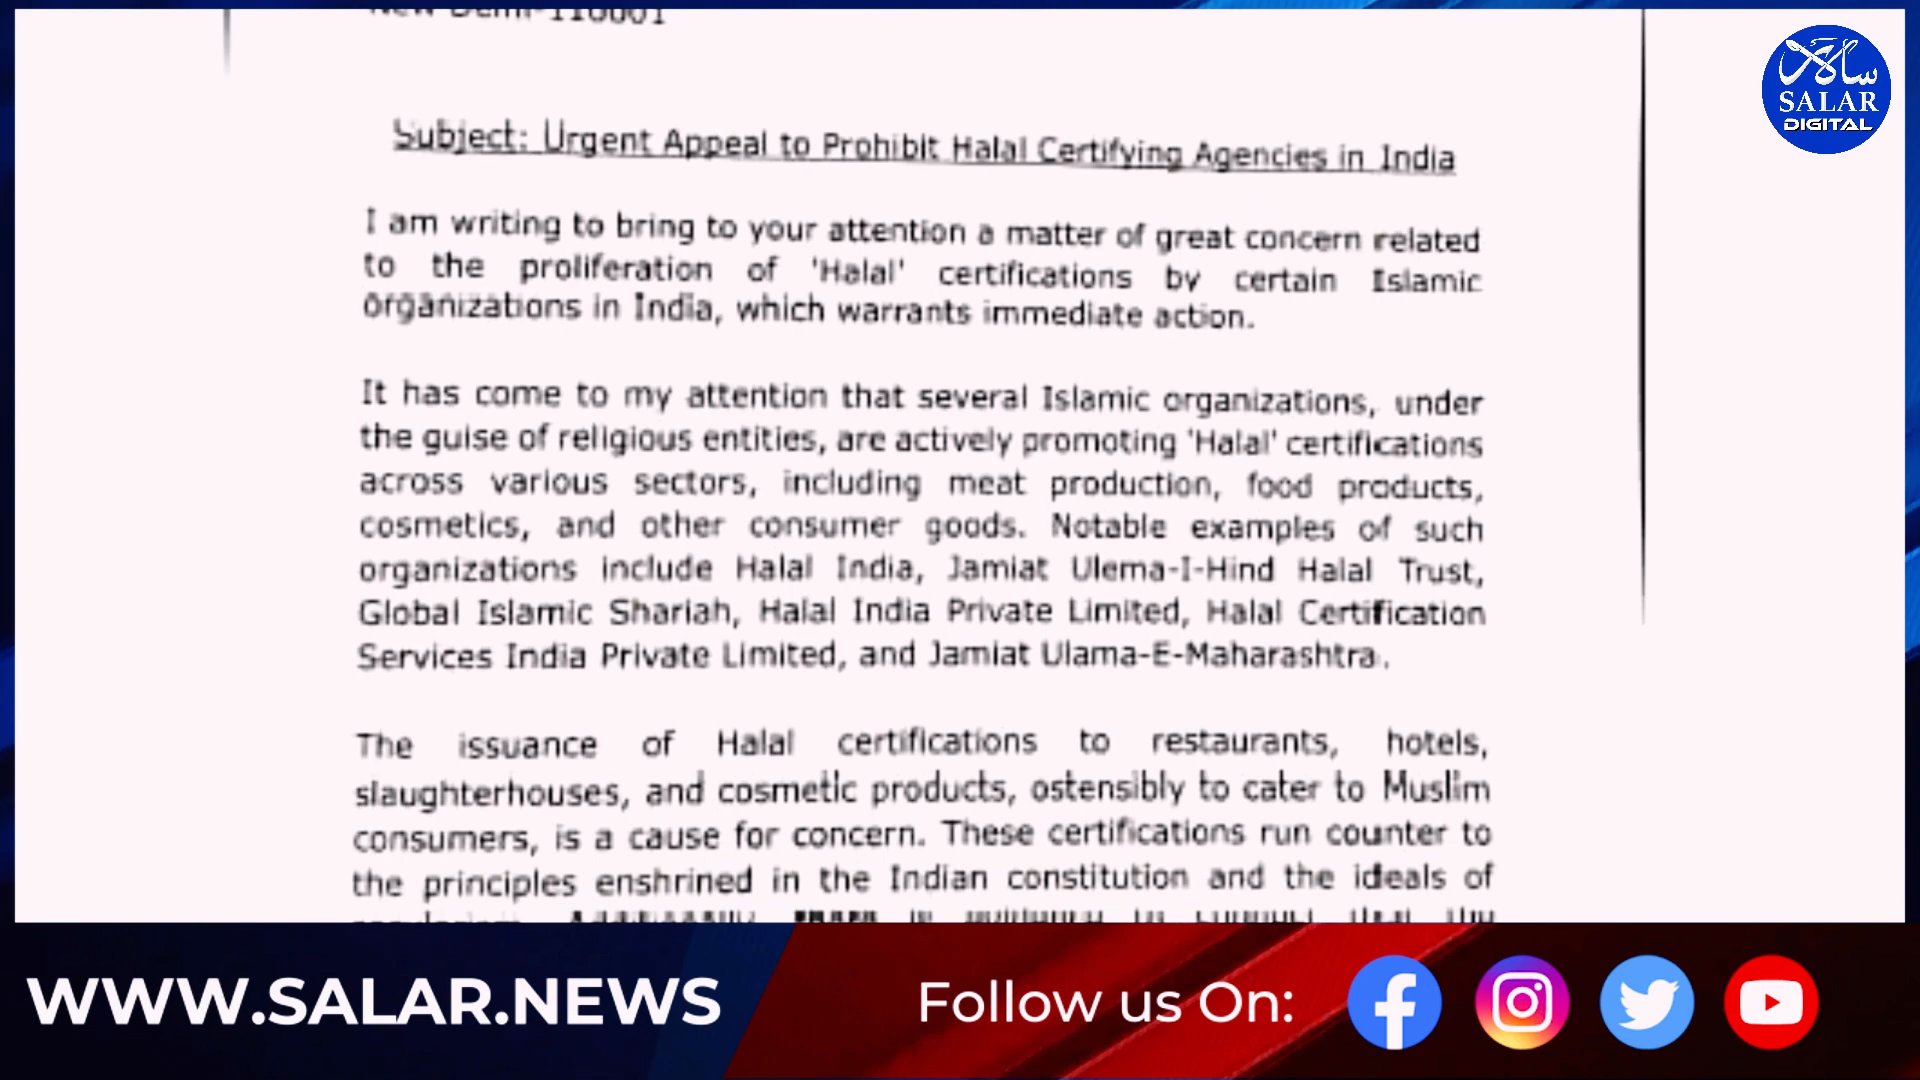 New Delhi-110001
سالار
SALAR
DIGITAL
Subject: Urgent Appeal to Prohibit Halal Certifying Agencies in India
I am writing to bring to your attention a matter of great concern related
to the proliferation of 'Halal' certifications by certain Islamic
organizations in India, which warrants immediate action.
It has come to my attention that several Islamic organizations, under
the guise of religious entities, are actively promoting 'Halal' certifications
across various sectors, including meat production, food products,
cosmetics, and other consumer goods. Notable examples of such
organizations include Halal India, Jamiat Ulema-I-Hind Halal Trust,
Global Islamic Shariah, Halal India Private Limited, Halal Certification
Services India Private Limited, and Jamiat Ulama-E-Maharashtra.
The issuance of Halal certifications to restaurants, hotels,
slaughterhouses, and cosmetic products, ostensibly to cater to Muslim
consumers, is a cause for concern. These certifications run counter to
the principles enshrined in the Indian constitution and the ideals of
WWW.SALAR.NEWS
Follow us On: